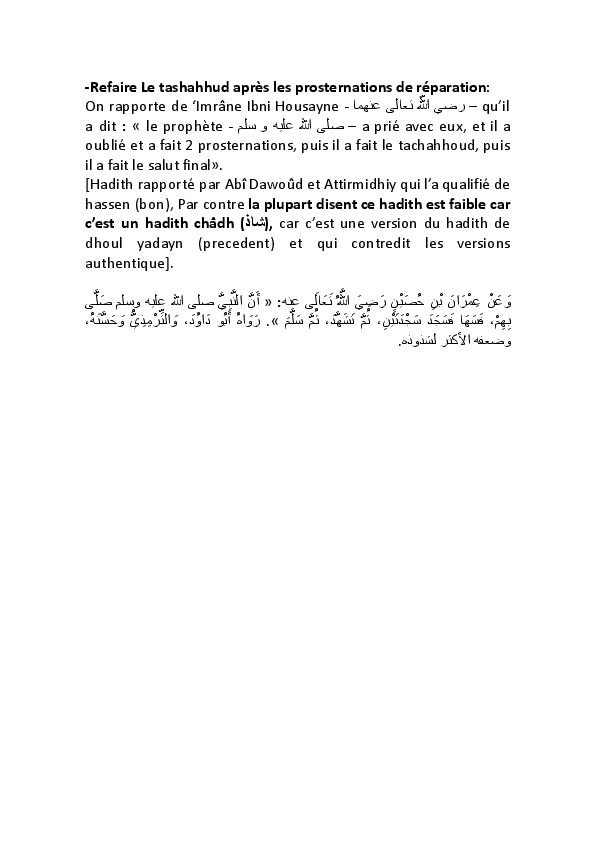 -Refaire Le tashahhud après les prosternations de réparation:
On rapporte de ‘Imrâne Ibni Housayne - رضي الله تعالى عنهما – qu’il
a dit : « le prophète - صلى الله عليه و سلم – a prié avec eux, et il a
oublié et a fait 2 prosternations, puis il a fait le tachahhoud, puis
il a fait le salut final».
[Hadith rapporté par Abî Dawoûd et Attirmidhiy qui l’a qualifié de
hassen (bon), Par contre la plupart disent ce hadith est faible car
c’est un hadith châdh (شاذ), car c’est une version du hadith de
dhoul yadayn (precedent) et qui contredit les versions
authentique].
وَعَنْ عِمْرَانَ بْنِ حُصَيْنٍ رَضِيَ اللَّهُ تَعَالَى عنه: « أَنَّ النَّبِيَّ صلى الله عليه وسلم صَلَّى
بِهِمْ، فَسَهَا فَسَجَدَ سَجْدَتَيْنِ، ثُمَّ تَشَهَّدَ، ثُمَّ سَلَّمَ ». رَوَاهُ أَبُو دَاوُدَ، وَالتِّرْمِذِيُّ وَحَسَّنَهُ،
وضعفه الأكثر لشذوذه.